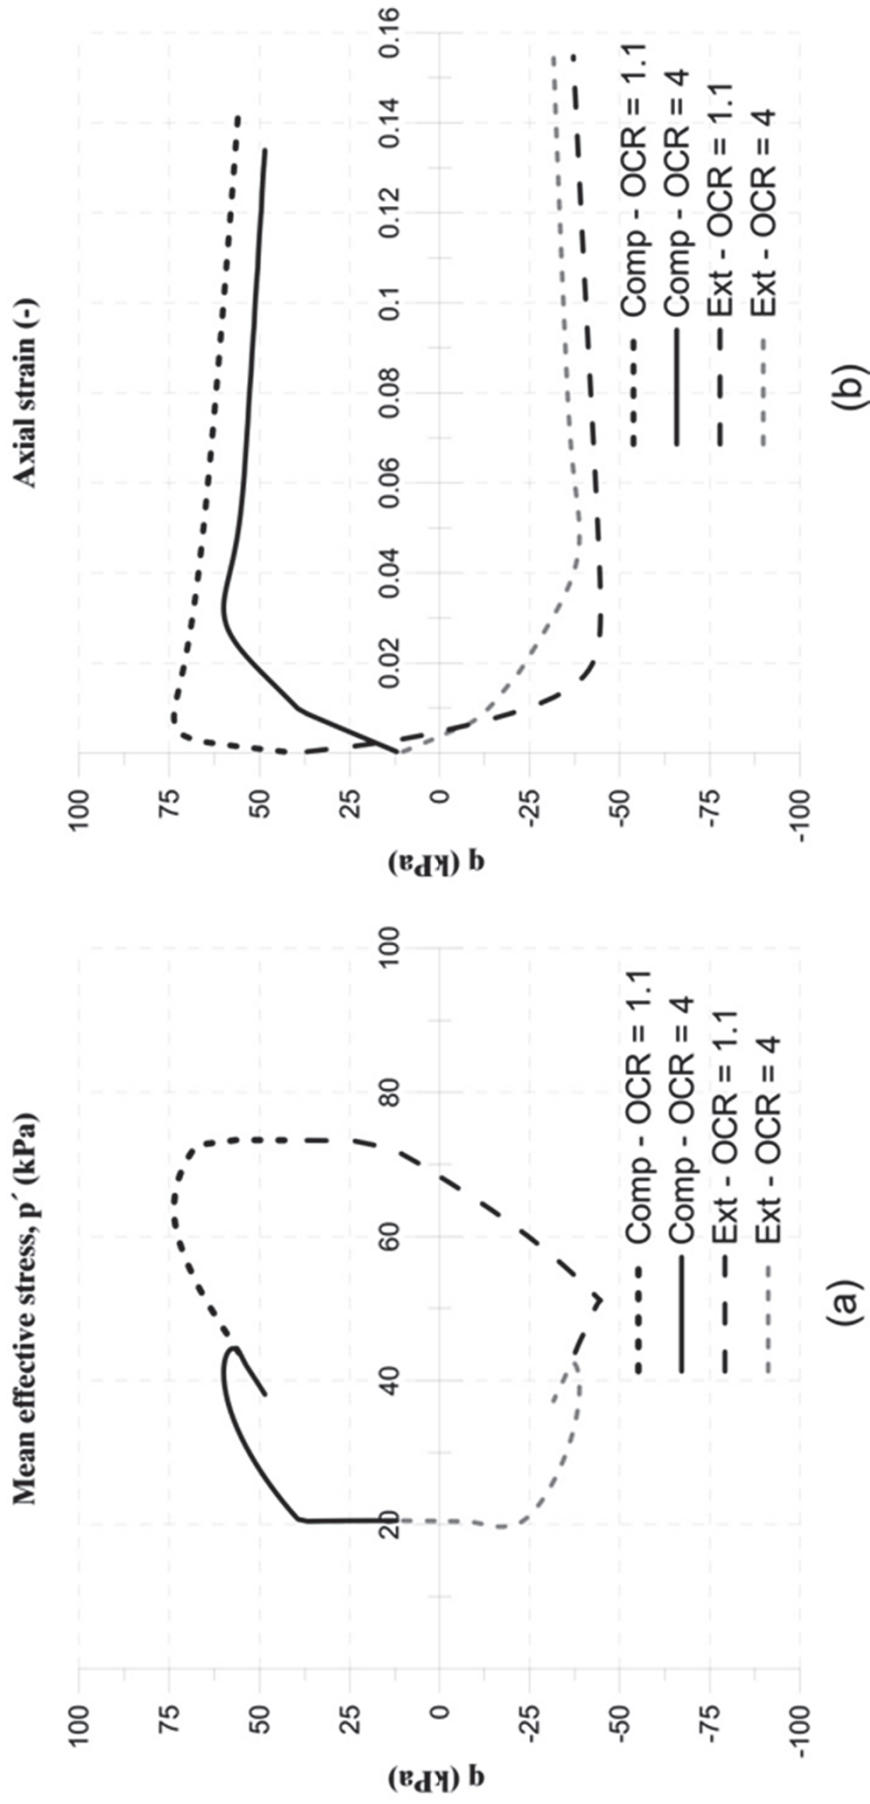 Mean effective stress, p´ (kPa)
q (kPa)
100
75
50
25
0
-25
-50
-75
-100
20
40
60
80
100
Comp - OCR = 1.1
Comp - OCR = 4
Ext - OCR = 1.1
Ext - OCR = 4
(a)
Axial strain (-)
q (kPa)
100
75
50
25
0
-25
-50
-75
-100
0.02
0.04
0.06
0.08
0.1
0.12
0.14
0.16
Comp - OCR = 1.1
Comp - OCR = 4
Ext - OCR = 1.1
Ext - OCR = 4
(b)